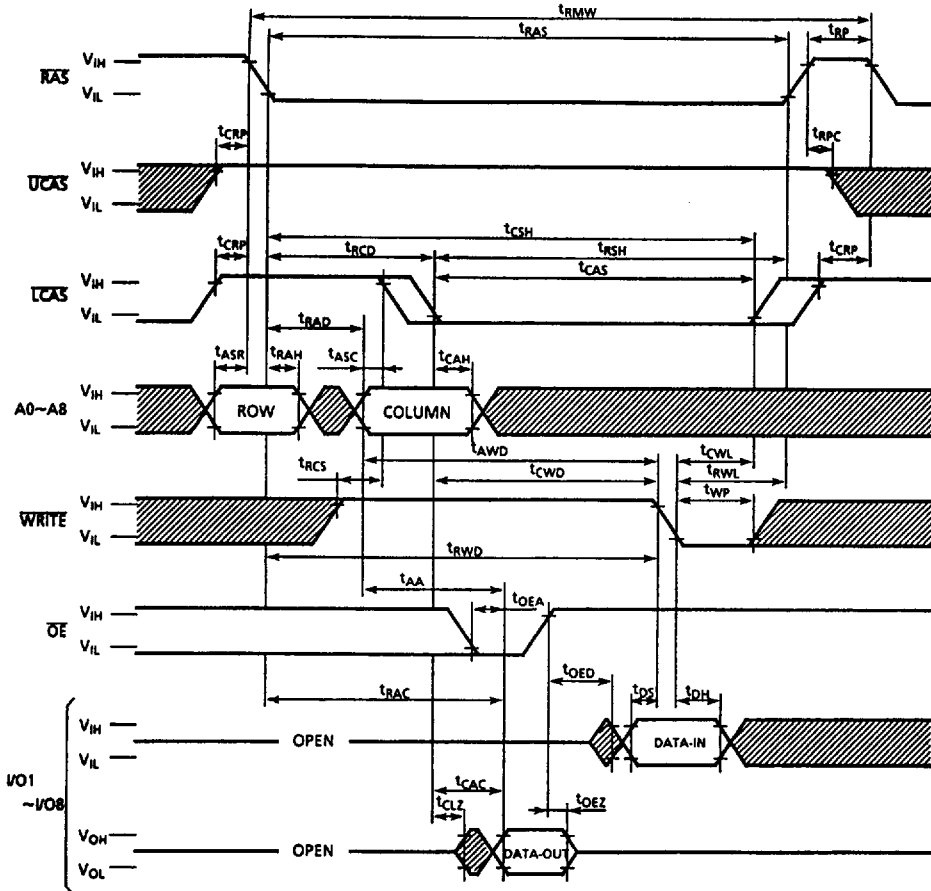 tRMW
tRAS
tRP
RAS
VIH
VIL
tCRP
tRPC
UCAS
VIH
VIL
tCSH
tCRP
tRCD
tRSH
tCRP
tCAS
LCAS
VIH
VIL
tRAD
tASR
tRAH
tASC
tCAH
A0~A8
VIH
VIL
ROW
COLUMN
tAWD
tCWL
tRCS
tCWD
tRWL
tWP
WRITE
VIH
VIL
tRWD
tAA
tOEA
OE
VIH
VIL
tOED
tRAC
tDS
tDH
VIH
VIL
OPEN
DATA-IN
I/O1
~I/O8
tCAC
tOEZ
tCLZ
VOH
VOL
OPEN
DATA-OUT